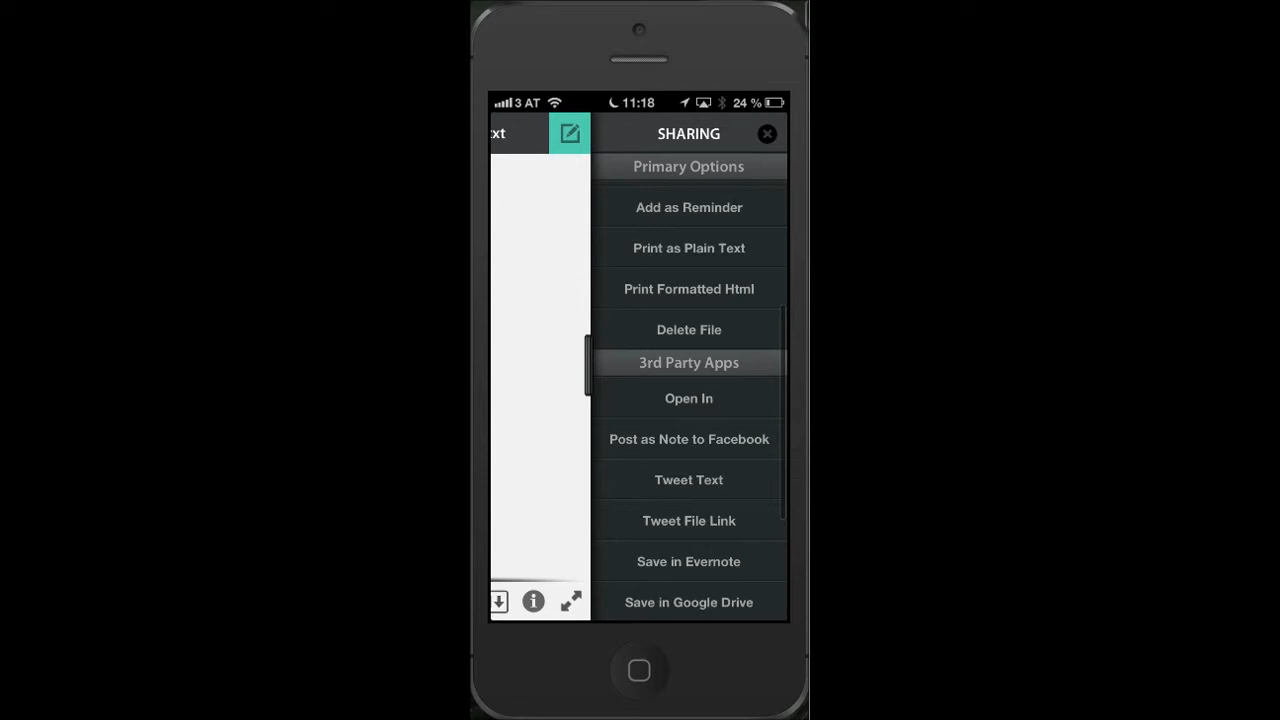 3 AT 11:18 24 %
xt
SHARING
Primary Options
Add as Reminder
Print as Plain Text
Print Formatted Html
Delete File
3rd Party Apps
Open In
Post as Note to Facebook
Tweet Text
Tweet File Link
Save in Evernote
Save in Google Drive